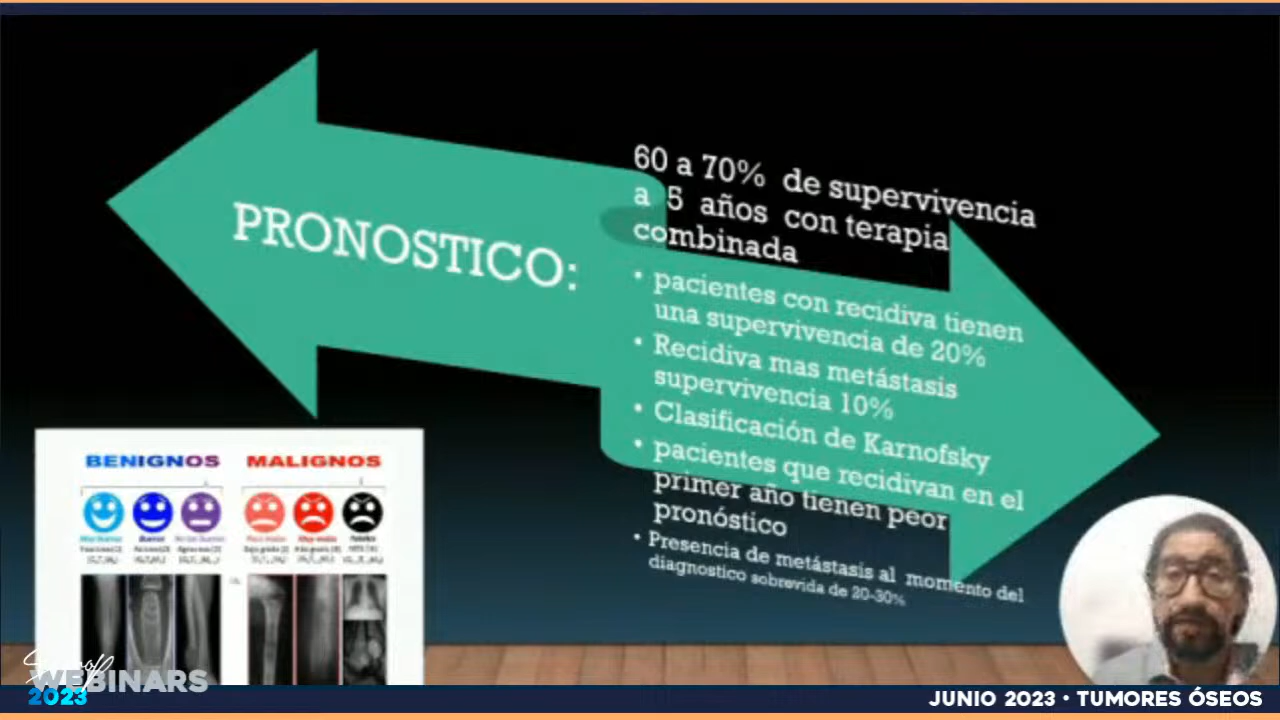 PRONOSTICO:
60 a 70% de supervivencia
a 5 años con terapia
combinada
• pacientes con recidiva tienen
una supervivencia de 20%
• Recidiva mas metástasis
supervivencia 10%
• Clasificación de Karnofsky
• pacientes que recidivan en el
primer año tienen peor
pronóstico
• Presencia de metástasis al momento del
diagnostico sobrevida de 20-30%
BENIGNOS MALIGNOS
WEBINARS
2023
JUNIO 2023 • TUMORES ÓSEOS